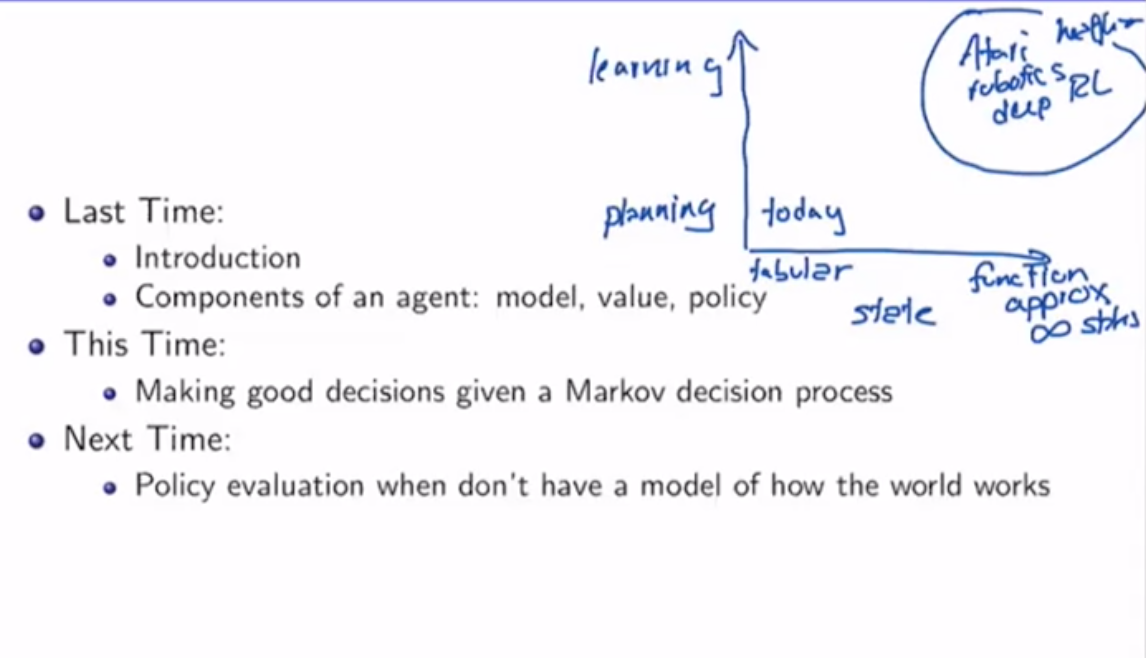 learning
Atari
robotics RL
deep
planning
today
tabular
state
function
approx
∞
• Last Time:
• Introduction
• Components of an agent: model, value, policy
• This Time:
• Making good decisions given a Markov decision process
• Next Time:
• Policy evaluation when don't have a model of how the world works